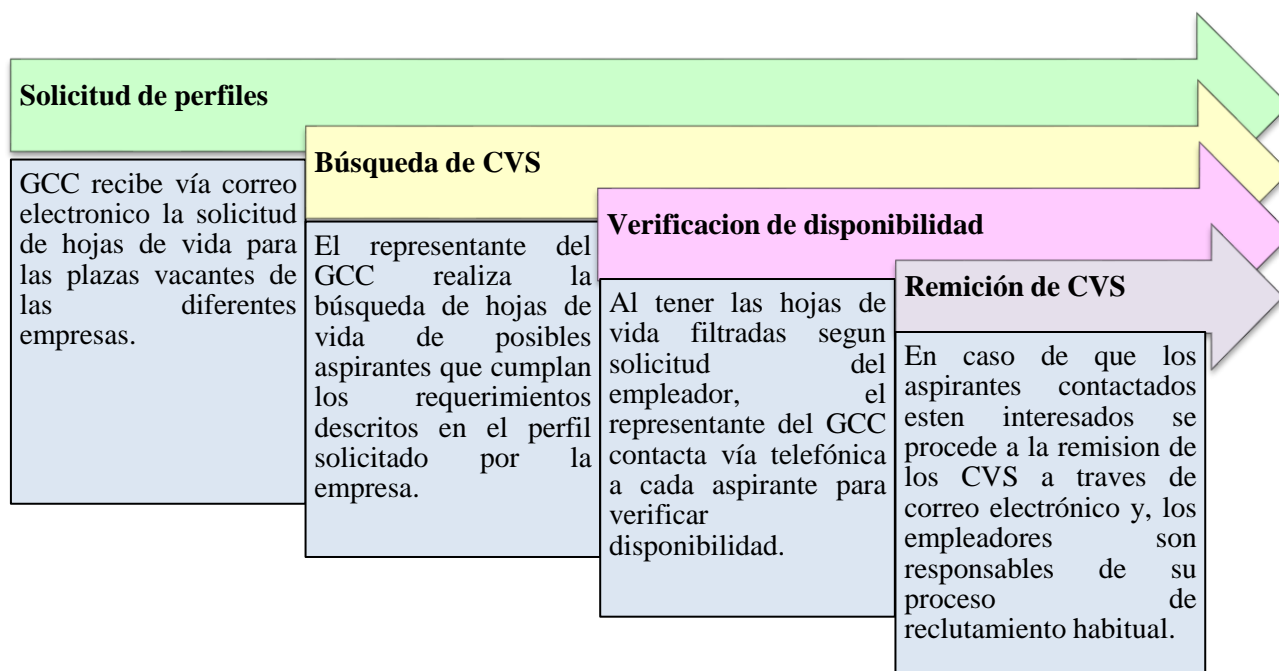 Solicitud de perfiles
GCC recibe vía correo
electronico la solicitud
de hojas de vida para
las plazas vacantes de
las diferentes
empresas.
Búsqueda de CVS
El representante del
GCC realiza la
búsqueda de hojas de
vida de posibles
aspirantes que cumplan
los requerimientos
descritos en el perfil
solicitado por la
empresa.
Verificacion de disponibilidad
Al tener las hojas de
vida filtradas segun
solicitud del
empleador, el
representante del GCC
contacta vía telefónica
a cada aspirante para
verificar
disponibilidad.
Remición de CVS
En caso de que los
aspirantes contactados
esten interesados se
procede a la remision de
los CVS a traves de
correo electrónico y, los
empleadores son
responsables de su
proceso de
reclutamiento habitual.